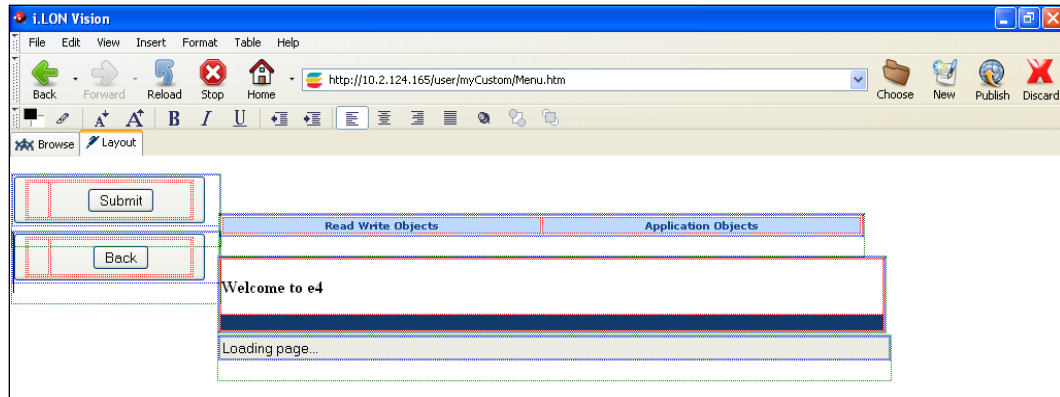 i.LON Vision
File Edit View Insert Format Table Help
Back Forward Reload Stop Home http://10.2.124.165/user/myCustom/Menu.htm Choose New Publish Discard
A A B I U
Browse Layout
Submit
Read Write Objects Application Objects
Back
Welcome to e4
Loading page...